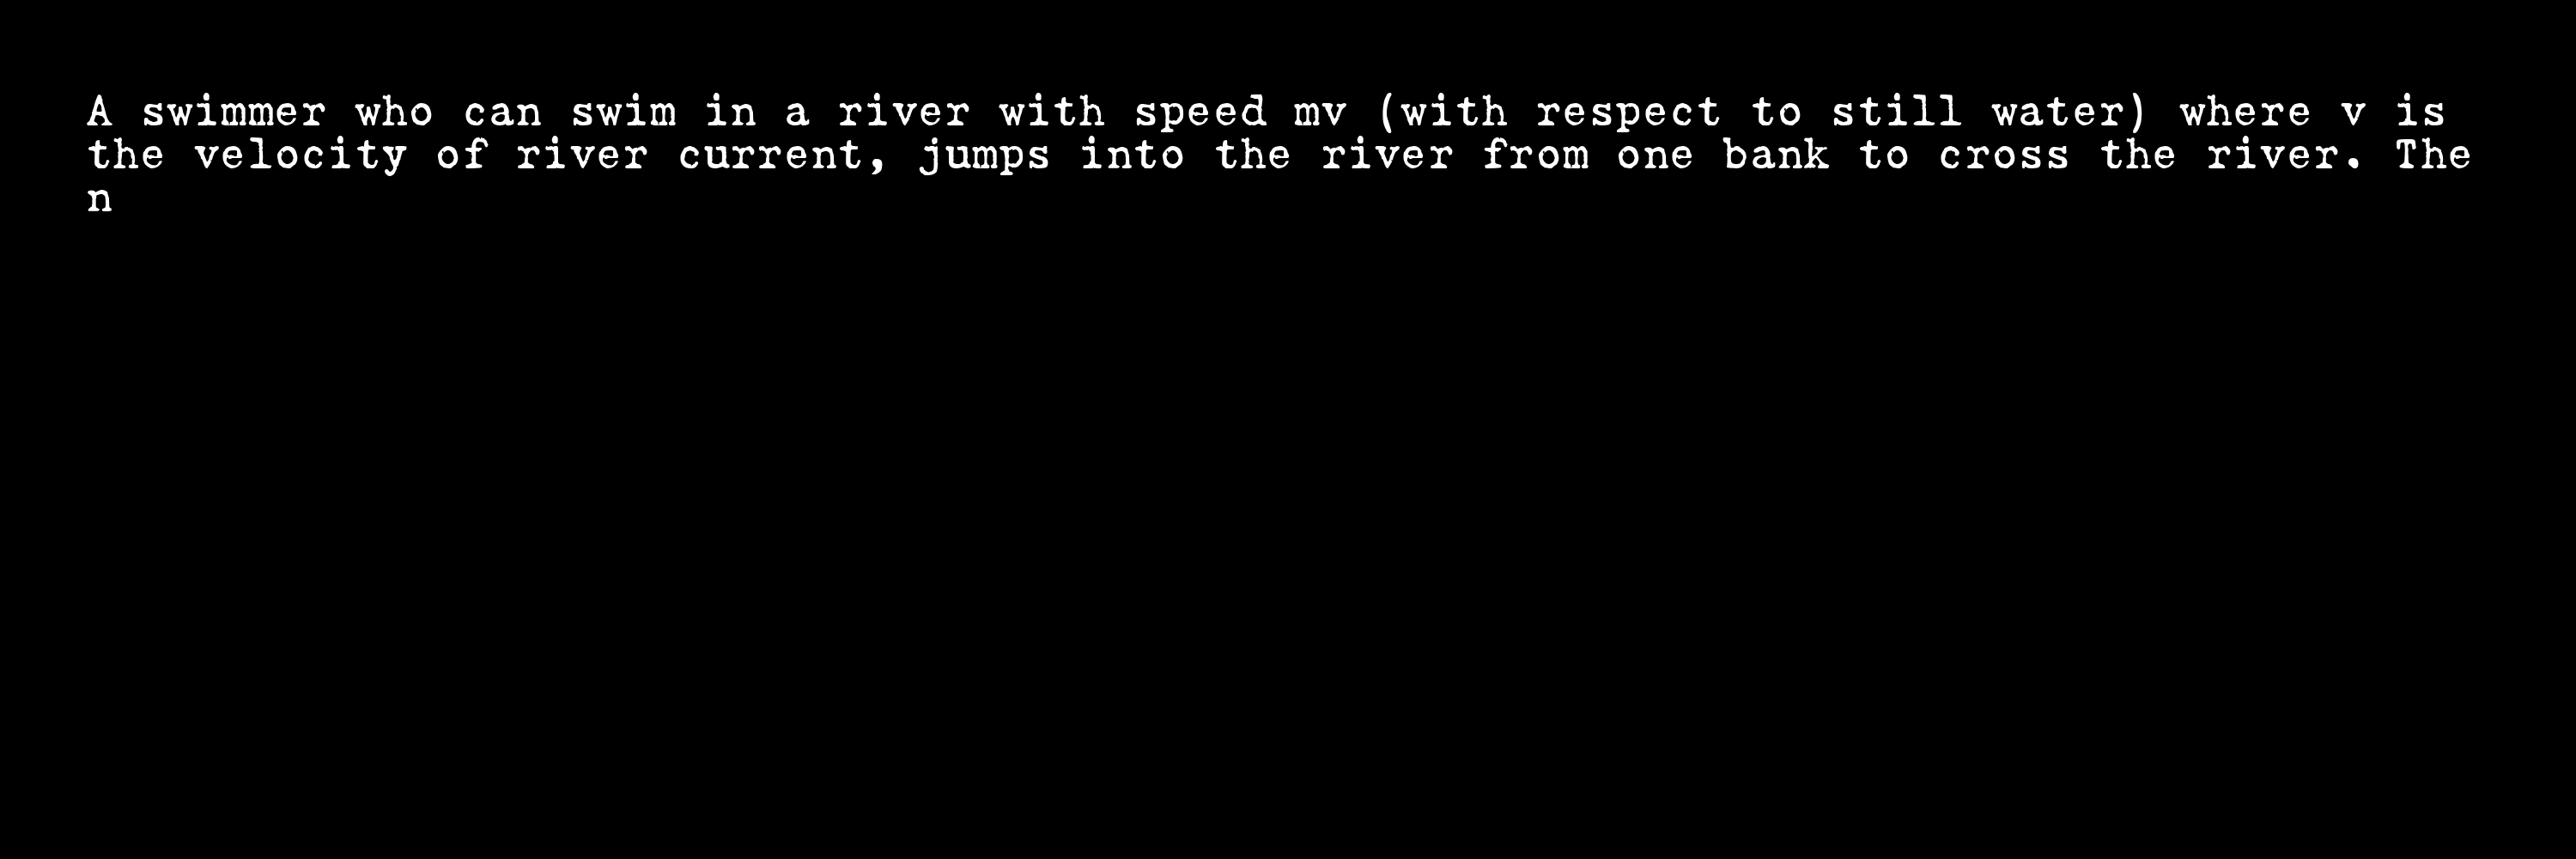 A swimmer who can swim in a river with speed mv (with respect to still water) where v is
the velocity of river current, jumps into the river from one bank to cross the river. The
n